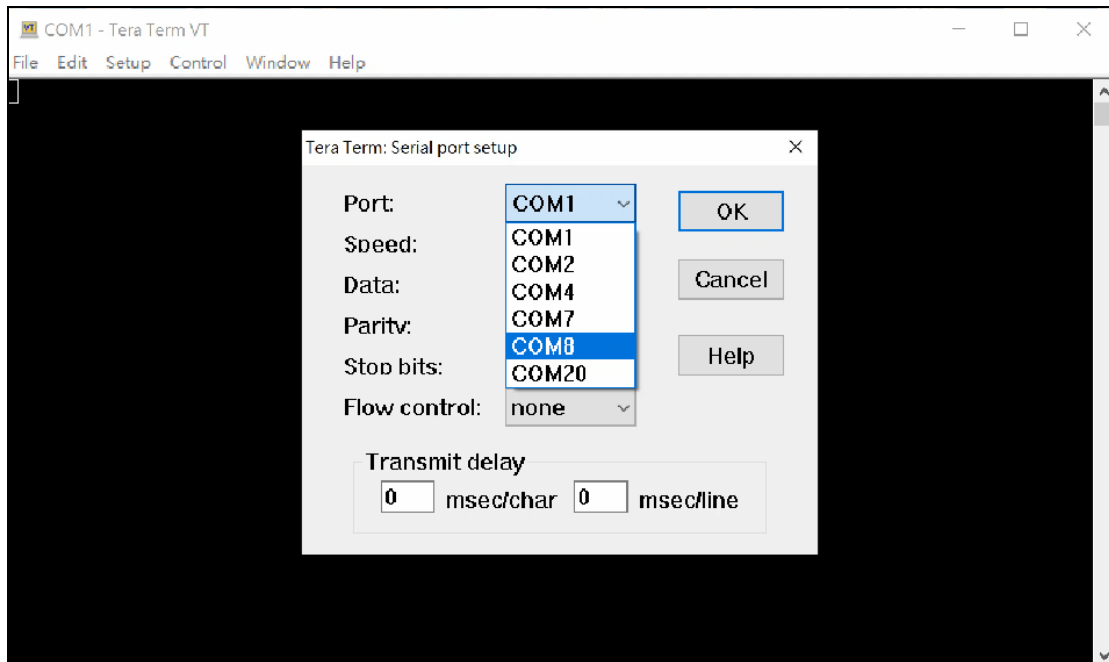 VT COM1 - Tera Term VT
File Edit Setup Control Window Help
Tera Term: Serial port setup
Port: COM1 OK
COM1
Speed:
COM2
Data: COM4 Cancel
COM7
Parity:
COM8
Stop bits: Help
COM20
Flow control: none
Transmit delay
0 msec/char 0 msec/line